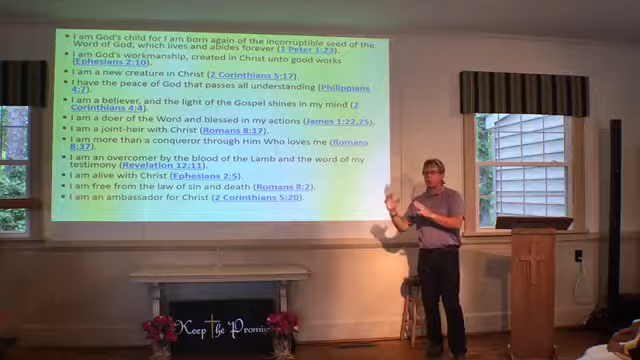 • I am God's child for I am born again of the incorruptible seed of the
Word of God, which lives and abides forever (1 Peter 1:23).
• I am God's workmanship, created in Christ unto good works
(Ephesians 2:10)
• I am a new creature in Christ (2 Corinthians 5:17)
• I have the peace of God that passes all understanding (Philippians
4:7)
• I am a believer, and the light of the Gospel shines in my mind (2
Corinthians 4:4)
• I am a doer of the Word and blessed in my actions (James 1:22,25)
• I am a joint-heir with Christ (Romans 8:17)
• I am more than a conqueror through Him Who loves me (Romans
8:37)
• I am an overcomer by the blood of the Lamb and the word of my
testimony (Revelation 12:11)
• I am alive with Christ (Ephesians 2:5)
• I am free from the law of sin and death (Romans 8:2)
• I am an ambassador for Christ (2 Corinthians 5:20)
Keep The Promise